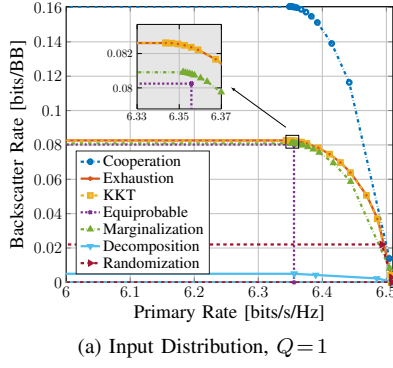 0.16
0.14
0.12
0.1
0.08
0.06
0.04
0.02
0
Backscatter Rate [bits/BB]
0.082
0.08
6.33 6.35 6.37
Cooperation
Exhaustion
KKT
Equiprobable
Marginalization
Decomposition
Randomization
6 6.1 6.2 6.3 6.4 6.5
Primary Rate [bits/s/Hz]
(a) Input Distribution, Q=1